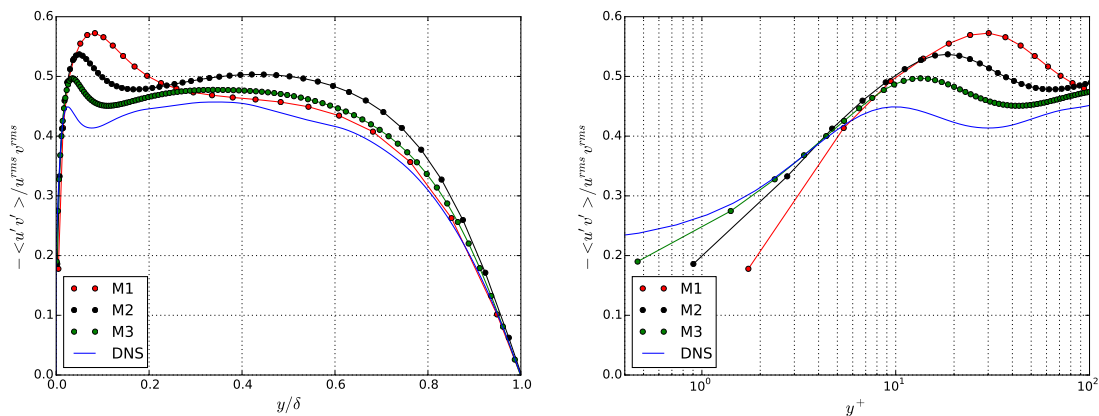 0.6
0.5
0.4
0.3
0.2
0.1
0.0
− < u′ v′ > /u^{rms} v^{rms}
M1
M2
M3
DNS
0.0 0.2 0.4 0.6 0.8 1.0
y/δ
0.6
0.5
0.4
0.3
0.2
0.1
0.0
− < u′ v′ > /u^{rms} v^{rms}
M1
M2
M3
DNS
10^0 10^1 10^2
y^+